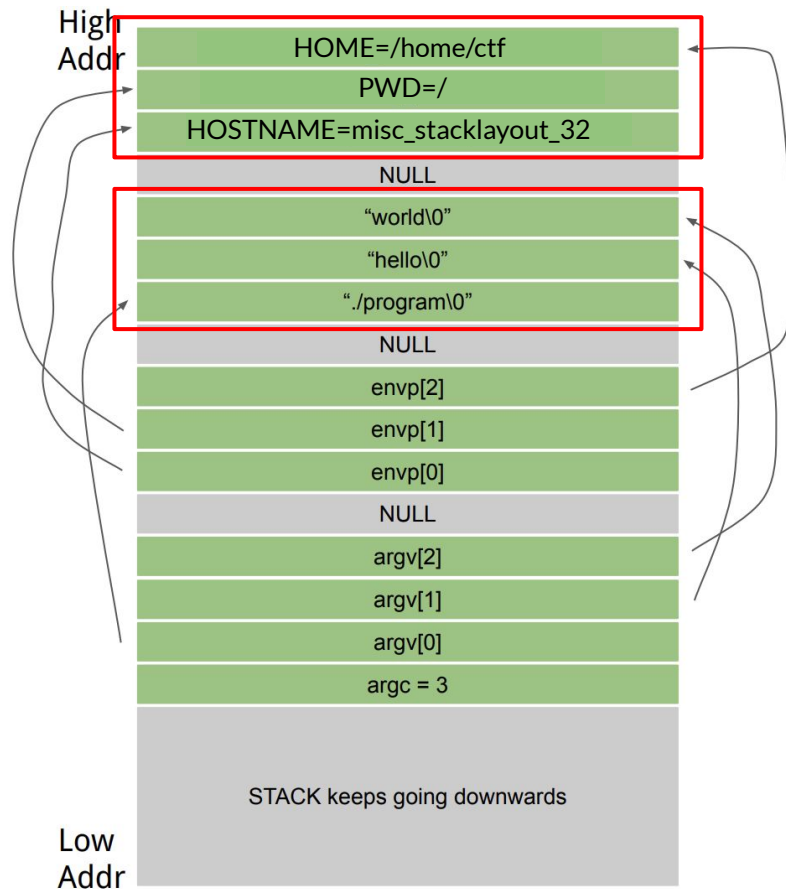 High
Addr
HOME=/home/ctf
PWD=/
HOSTNAME=misc_stacklayout_32
NULL
“world\0”
“hello\0”
“./program\0”
NULL
envp[2]
envp[1]
envp[0]
NULL
argv[2]
argv[1]
argv[0]
argc = 3
STACK keeps going downwards
Low
Addr